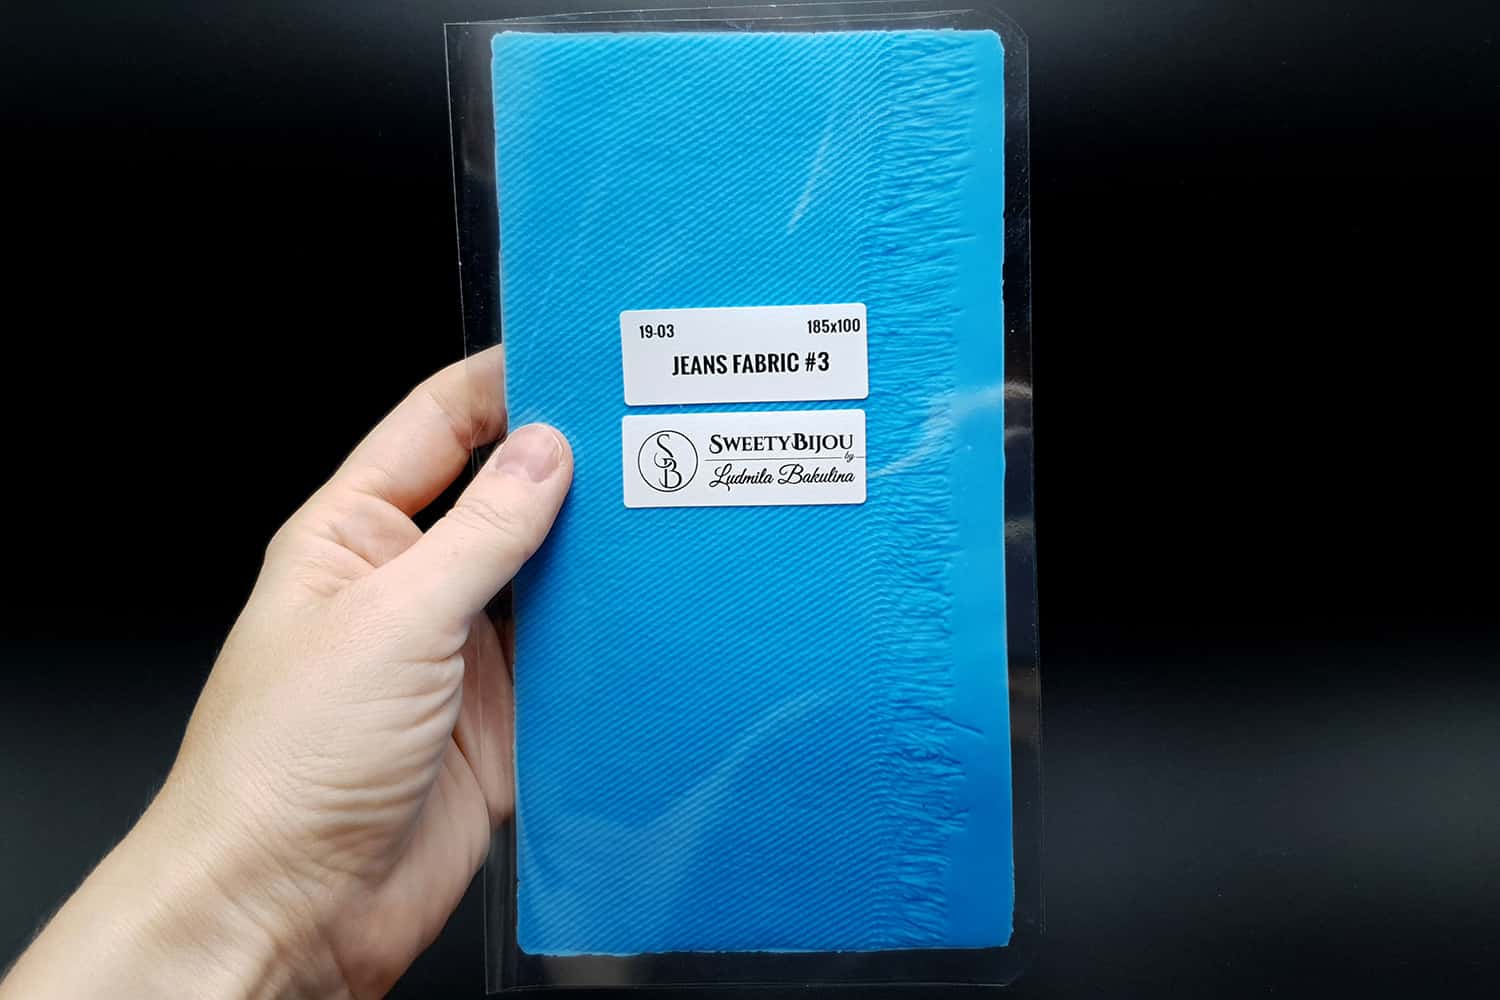 19-03 185x100
JEANS FABRIC #3
SB
SWEETYBIJOU
by
Ludmila Bakulina